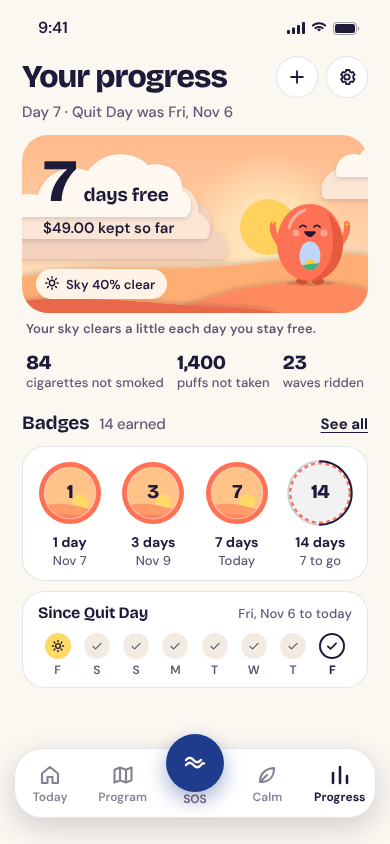 9:41
Your progress
Day 7 · Quit Day was Fri, Nov 6
7 days free
$49.00 kept so far
Sky 40% clear
Your sky clears a little each day you stay free.
84 1,400 23
cigarettes not smoked puffs not taken waves ridden
Badges 14 earned See all
1 3 7 14
1 day 3 days 7 days 14 days
Nov 7 Nov 9 Today 7 to go
Since Quit Day Fri, Nov 6 to today
F S S M T W T F
Today Program SOS Calm Progress